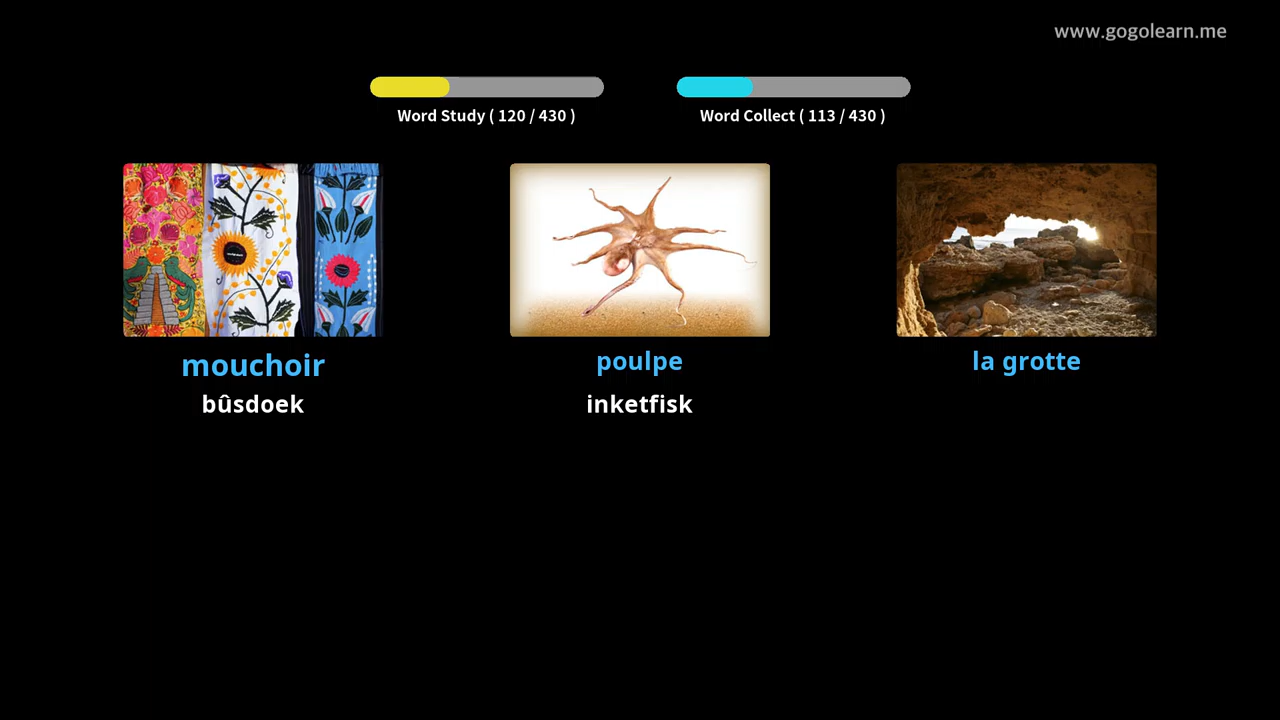 www.gogolearn.me
Word Study ( 120 / 430 )
Word Collect ( 113 / 430 )
mouchoir
poulpe
la grotte
bûsdoek
inketfisk